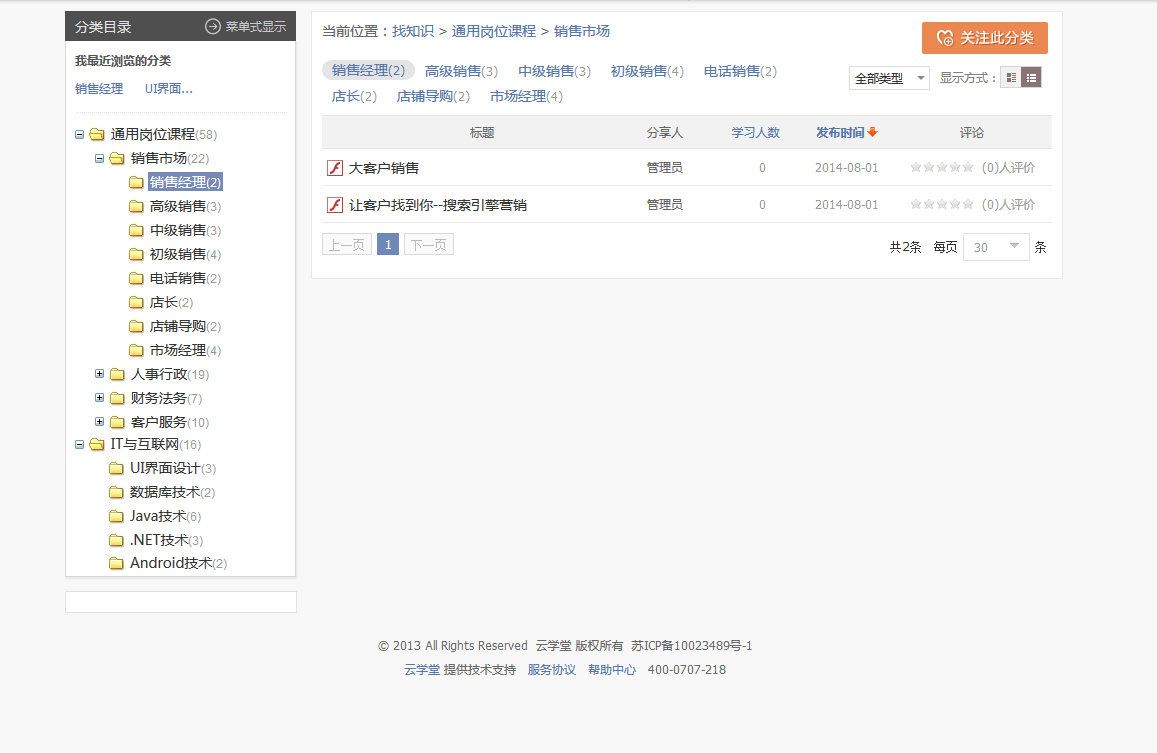 分类目录 菜单式显示
我最近浏览的分类
销售经理 UI界面...
通用岗位课程(58)
销售市场(22)
销售经理(2)
高级销售(3)
中级销售(3)
初级销售(4)
电话销售(2)
店长(2)
店铺导购(2)
市场经理(4)
人事行政(19)
财务法务(7)
客户服务(10)
IT与互联网(16)
UI界面设计(3)
数据库技术(2)
Java技术(6)
.NET技术(3)
Android技术(2)
当前位置：找知识 > 通用岗位课程 > 销售市场
关注此分类
销售经理(2) 高级销售(3) 中级销售(3) 初级销售(4) 电话销售(2)
店长(2) 店铺导购(2) 市场经理(4)
全部类型 显示方式：
标题 分享人 学习人数 发布时间 评论
大客户销售 管理员 0 2014-08-01 (0)人评价
让客户找到你--搜索引擎营销 管理员 0 2014-08-01 (0)人评价
上一页 1 下一页 共2条 每页 30 条
© 2013 All Rights Reserved 云学堂 版权所有 苏ICP备10023489号-1
云学堂 提供技术支持 服务协议 帮助中心 400-0707-218